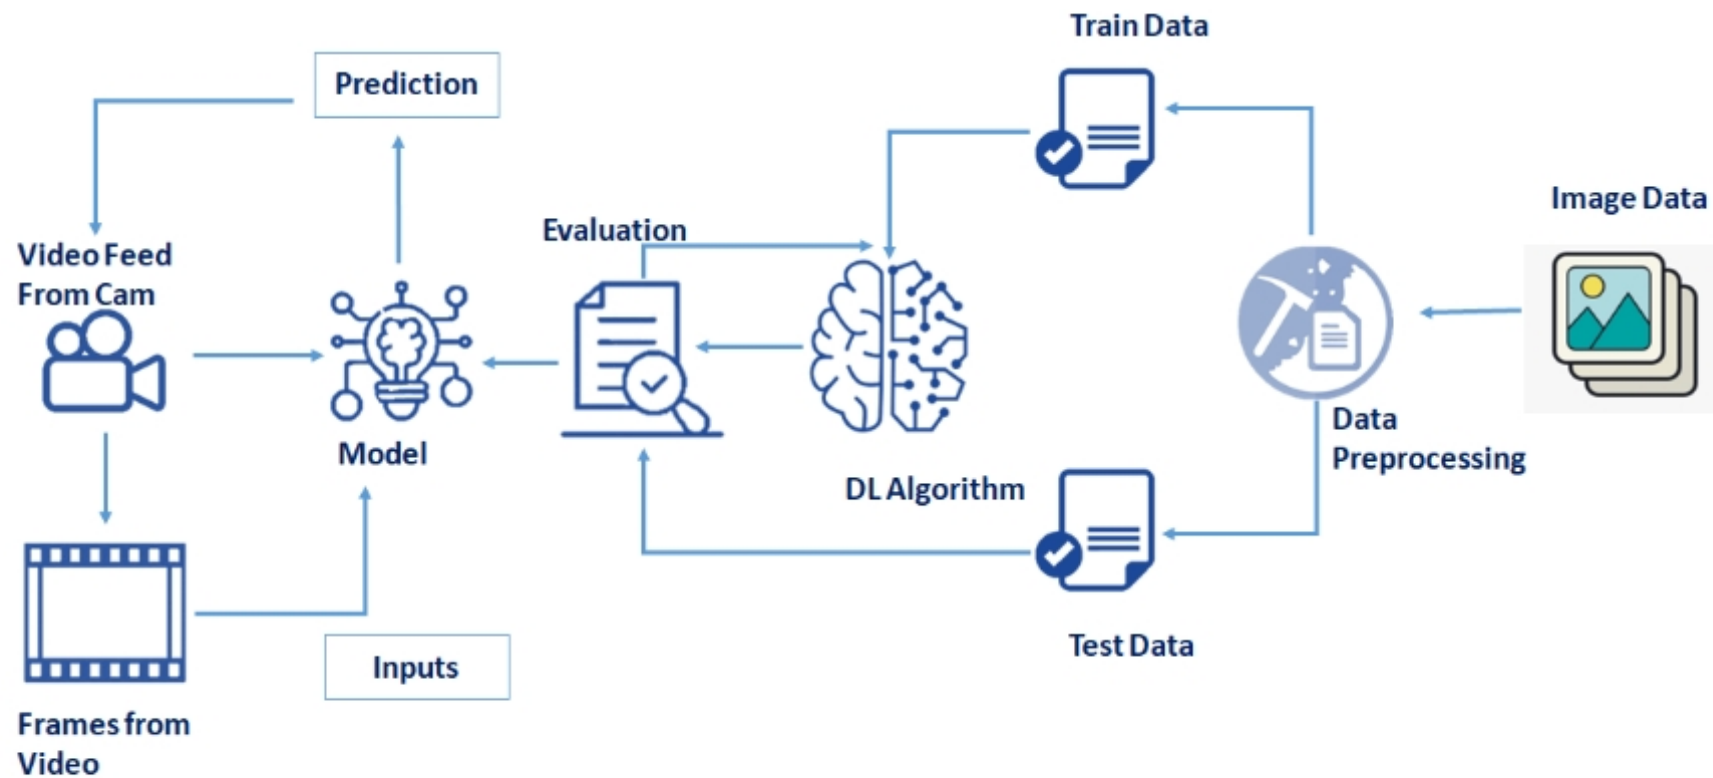 Train Data
Prediction
Image Data
Evaluation
Video Feed
From Cam
Data
Preprocessing
Model
DL Algorithm
Test Data
Inputs
Frames from
Video